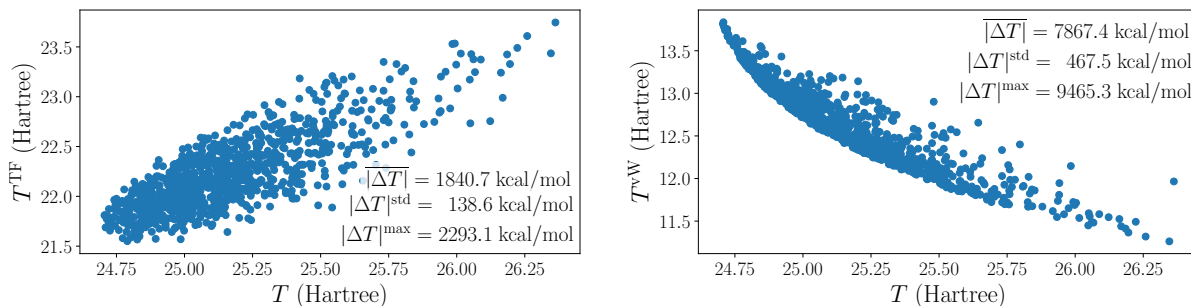 23.5
23.0
22.5
22.0
21.5
T^TF (Hartree)
|ΔT|‾ = 1840.7 kcal/mol
|ΔT|^std = 138.6 kcal/mol
|ΔT|^max = 2293.1 kcal/mol
24.75 25.00 25.25 25.50 25.75 26.00 26.25
T (Hartree)
13.5
13.0
12.5
12.0
11.5
T^vW (Hartree)
|ΔT|‾ = 7867.4 kcal/mol
|ΔT|^std = 467.5 kcal/mol
|ΔT|^max = 9465.3 kcal/mol
24.75 25.00 25.25 25.50 25.75 26.00 26.25
T (Hartree)